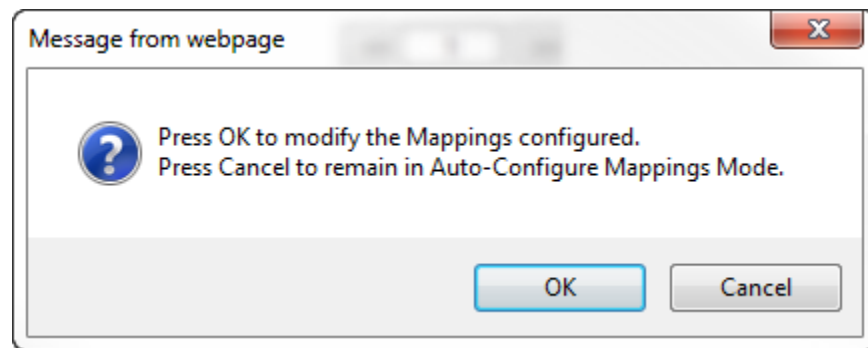 Message from webpage
Press OK to modify the Mappings configured.
Press Cancel to remain in Auto-Configure Mappings Mode.
OK
Cancel